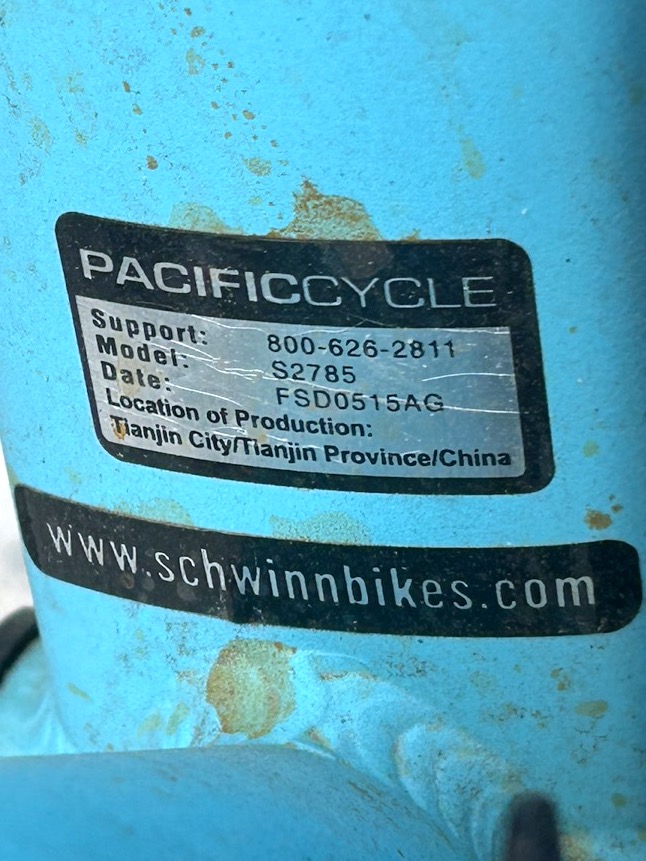 PACIFICCYCLE
Support: 800-626-2811
Model: S2785
Date: FSD0515AG
Location of Production:
Tianjin City/Tianjin Province/China
www.schwinnbikes.com